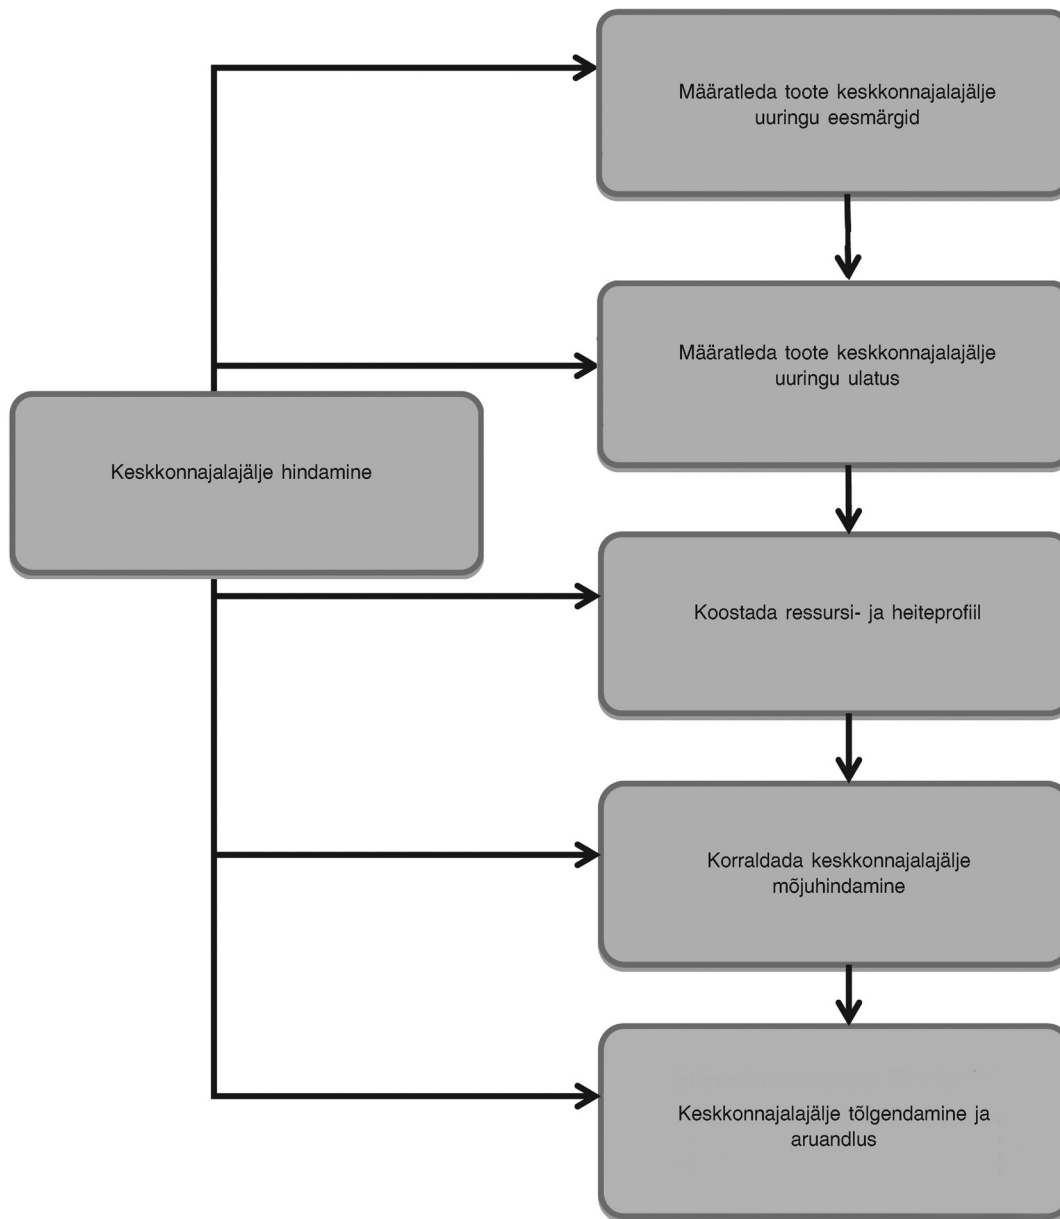 Määratleda toote keskkonnajalajälje
uuringu eesmärgid
Määratleda toote keskkonnajalajälje
uuringu ulatus
Keskkonnajalajälje hindamine
Koostada ressursi- ja heiteprofiil
Korraldada keskkonnajalajälje
mõjuhindamine
Keskkonnajalajälje tõlgendamine ja
aruandlus